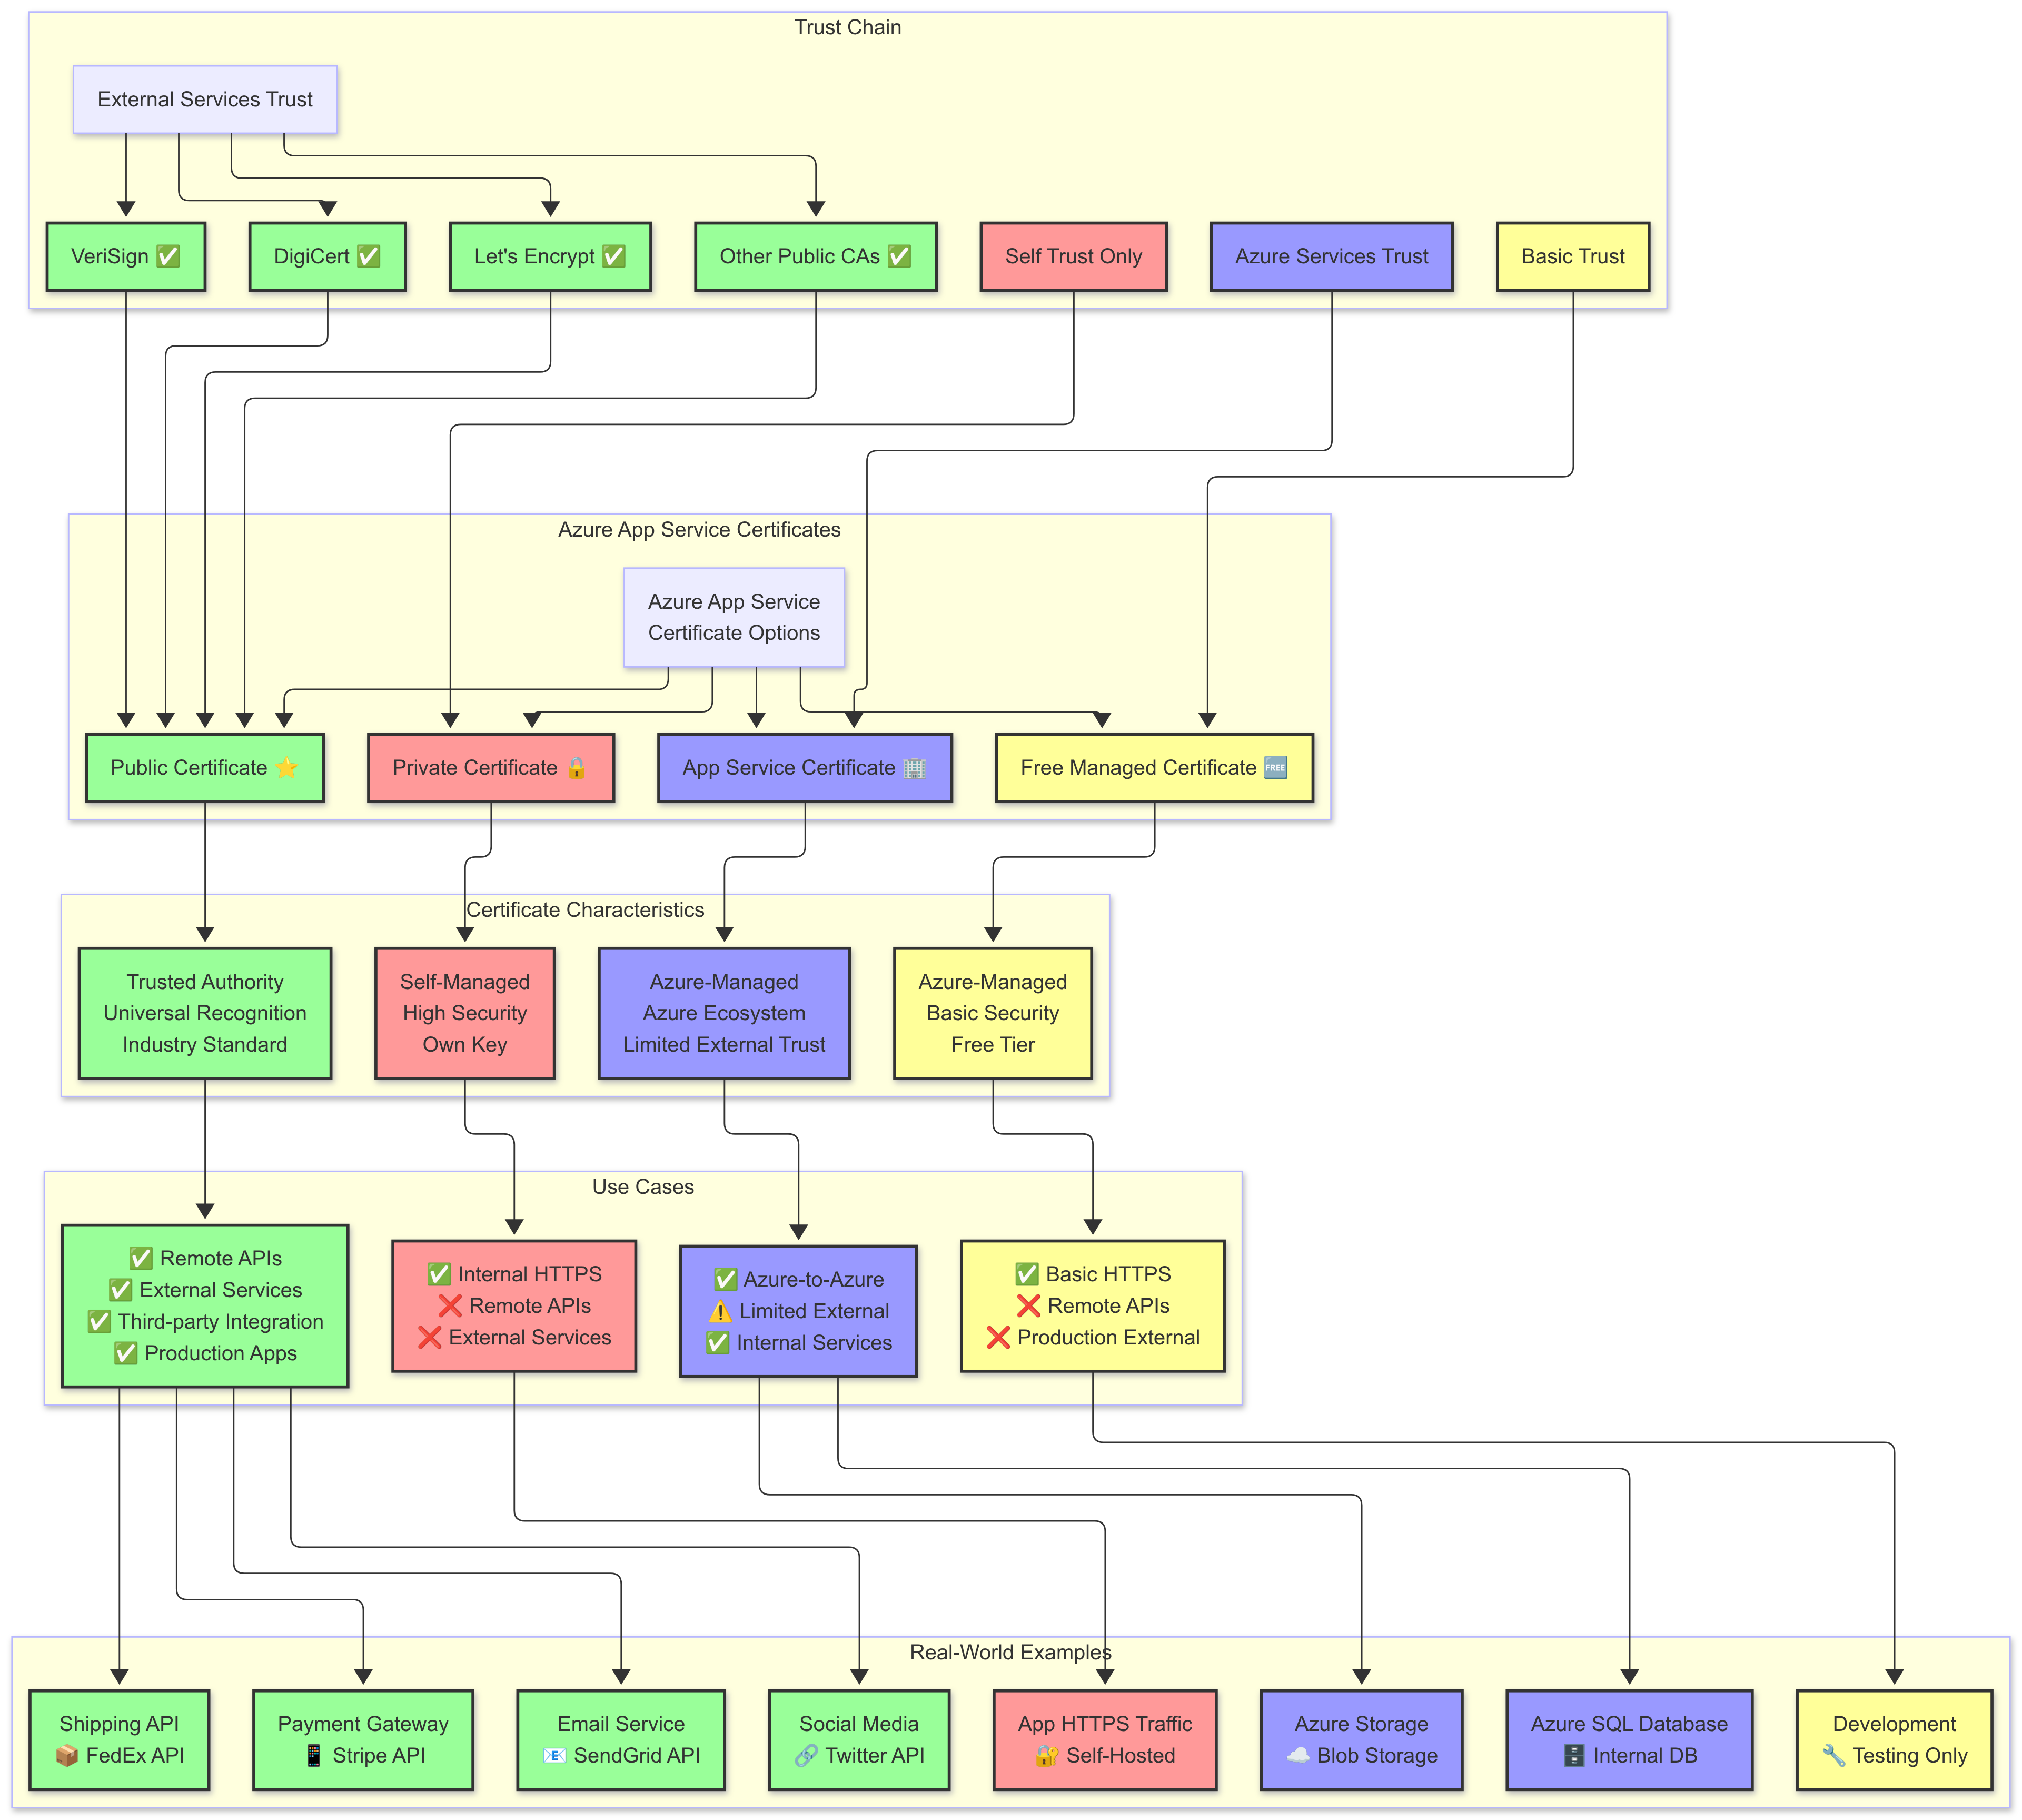 Trust Chain
External Services Trust
VeriSign ✅
DigiCert ✅
Let's Encrypt ✅
Other Public CAs ✅
Self Trust Only
Azure Services Trust
Basic Trust
Azure App Service Certificates
Azure App Service
Certificate Options
Public Certificate ⭐
Private Certificate 🔒
App Service Certificate 🏢
Free Managed Certificate 🆓
Certificate Characteristics
Trusted Authority
Universal Recognition
Industry Standard
Self-Managed
High Security
Own Key
Azure-Managed
Azure Ecosystem
Limited External Trust
Azure-Managed
Basic Security
Free Tier
Use Cases
✅ Remote APIs
✅ External Services
✅ Third-party Integration
✅ Production Apps
✅ Internal HTTPS
❌ Remote APIs
❌ External Services
✅ Azure-to-Azure
⚠️ Limited External
✅ Internal Services
✅ Basic HTTPS
❌ Remote APIs
❌ Production External
Real-World Examples
Shipping API
📦 FedEx API
Payment Gateway
📱 Stripe API
Email Service
📧 SendGrid API
Social Media
🔗 Twitter API
App HTTPS Traffic
🔐 Self-Hosted
Azure Storage
☁️ Blob Storage
Azure SQL Database
🗄️ Internal DB
Development
🔧 Testing Only